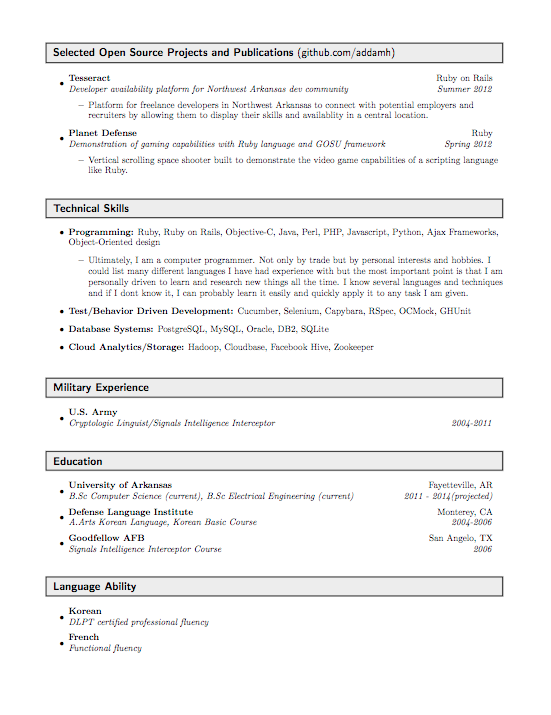 Selected Open Source Projects and Publications (github.com/addamh)
• Tesseract Ruby on Rails
Developer availability platform for Northwest Arkansas dev community Summer 2012
– Platform for freelance developers in Northwest Arkansas to connect with potential employers and
recruiters by allowing them to display their skills and availablity in a central location.
• Planet Defense Ruby
Demonstration of gaming capabilities with Ruby language and GOSU framework Spring 2012
– Vertical scrolling space shooter built to demonstrate the video game capabilities of a scripting language
like Ruby.
Technical Skills
• Programming: Ruby, Ruby on Rails, Objective-C, Java, Perl, PHP, Javascript, Python, Ajax Frameworks,
Object-Oriented design
– Ultimately, I am a computer programmer. Not only by trade but by personal interests and hobbies. I
could list many different languages I have had experience with but the most important point is that I am
personally driven to learn and research new things all the time. I know several languages and techniques
and if I dont know it, I can probably learn it easily and quickly apply it to any task I am given.
• Test/Behavior Driven Development: Cucumber, Selenium, Capybara, RSpec, OCMock, GHUnit
• Database Systems: PostgreSQL, MySQL, Oracle, DB2, SQLite
• Cloud Analytics/Storage: Hadoop, Cloudbase, Facebook Hive, Zookeeper
Military Experience
• U.S. Army
Cryptologic Linguist/Signals Intelligence Interceptor 2004-2011
Education
• University of Arkansas Fayetteville, AR
B.Sc Computer Science (current), B.Sc Electrical Engineering (current) 2011 - 2014(projected)
• Defense Language Institute Monterey, CA
A.Arts Korean Language, Korean Basic Course 2004-2006
• Goodfellow AFB San Angelo, TX
Signals Intelligence Interceptor Course 2006
Language Ability
• Korean
DLPT certified professional fluency
• French
Functional fluency